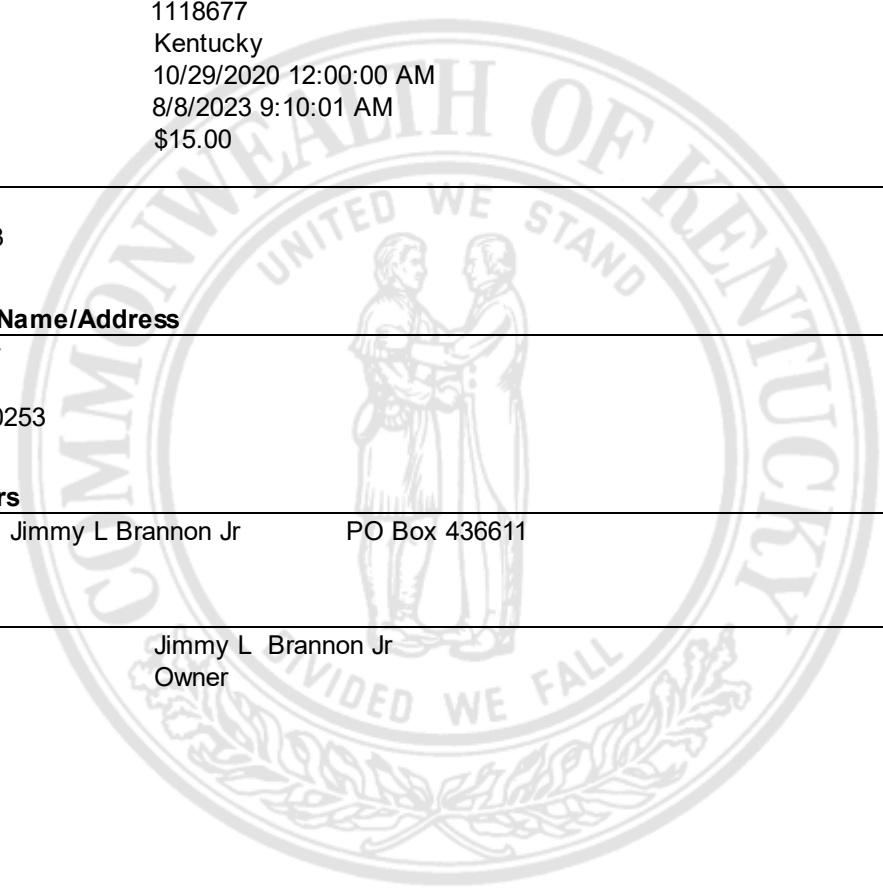 1118677
Kentucky
10/29/2020 12:00:00 AM
8/8/2023 9:10:01 AM
$15.00
COMMONWEALTH OF KENTUCKY
UNITED WE STAND
Name/Address
0253
rs
Jimmy L Brannon Jr PO Box 436611
Jimmy L Brannon Jr
Owner
DIVIDED WE FALL